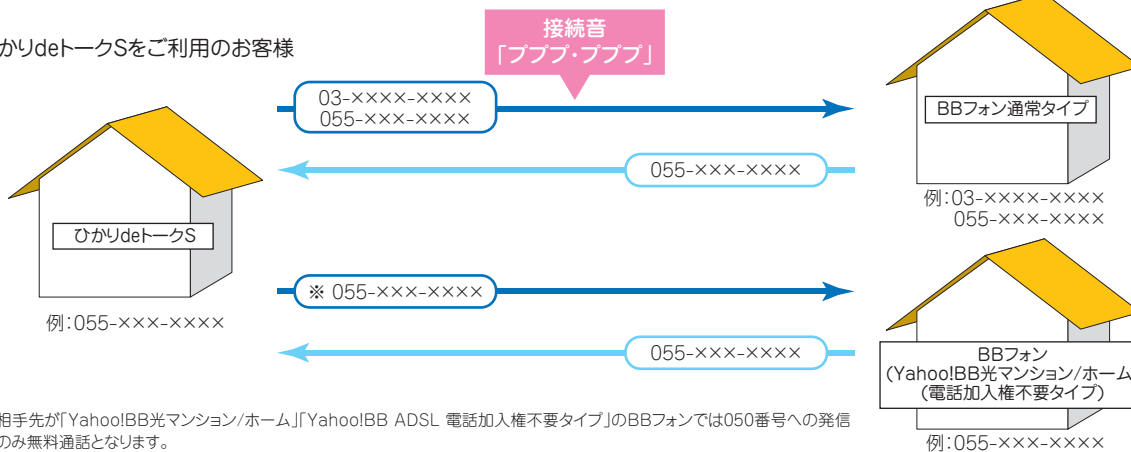 かりdeトークSをご利用のお客様
接続音
「プププ・プププ」
03-××××-××××
055-×××-××××
BBフォン通常タイプ
055-×××-××××
例:03-××××-××××
055-×××-××××
ひかりdeトークS
例:055-×××-××××
※ 055-×××-××××
055-×××-××××
BBフォン
(Yahoo!BB光マンション/ホーム
(電話加入権不要タイプ)
例:055-×××-××××
相手先が「Yahoo!BB光マンション/ホーム」「Yahoo!BB ADSL 電話加入権不要タイプ」のBBフォンでは050番号への発信
のみ無料通話となります。